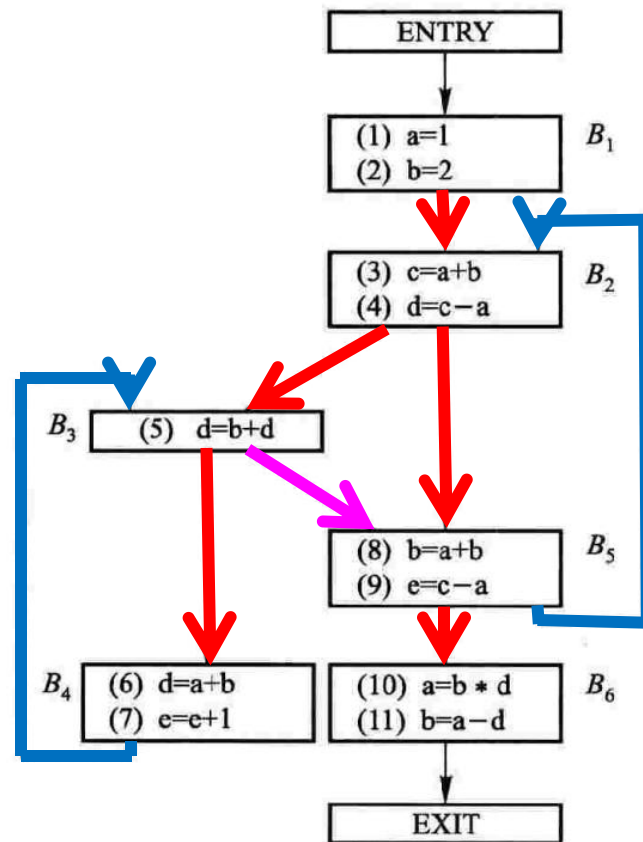 ENTRY
(1) a=1
(2) b=2
B₁
(3) c=a+b
(4) d=c−a
B₂
B₃
(5) d=b+d
(8) b=a+b
(9) e=c−a
B₅
B₄
(6) d=a+b
(7) e=e+1
(10) a=b*d
(11) b=a−d
B₆
EXIT